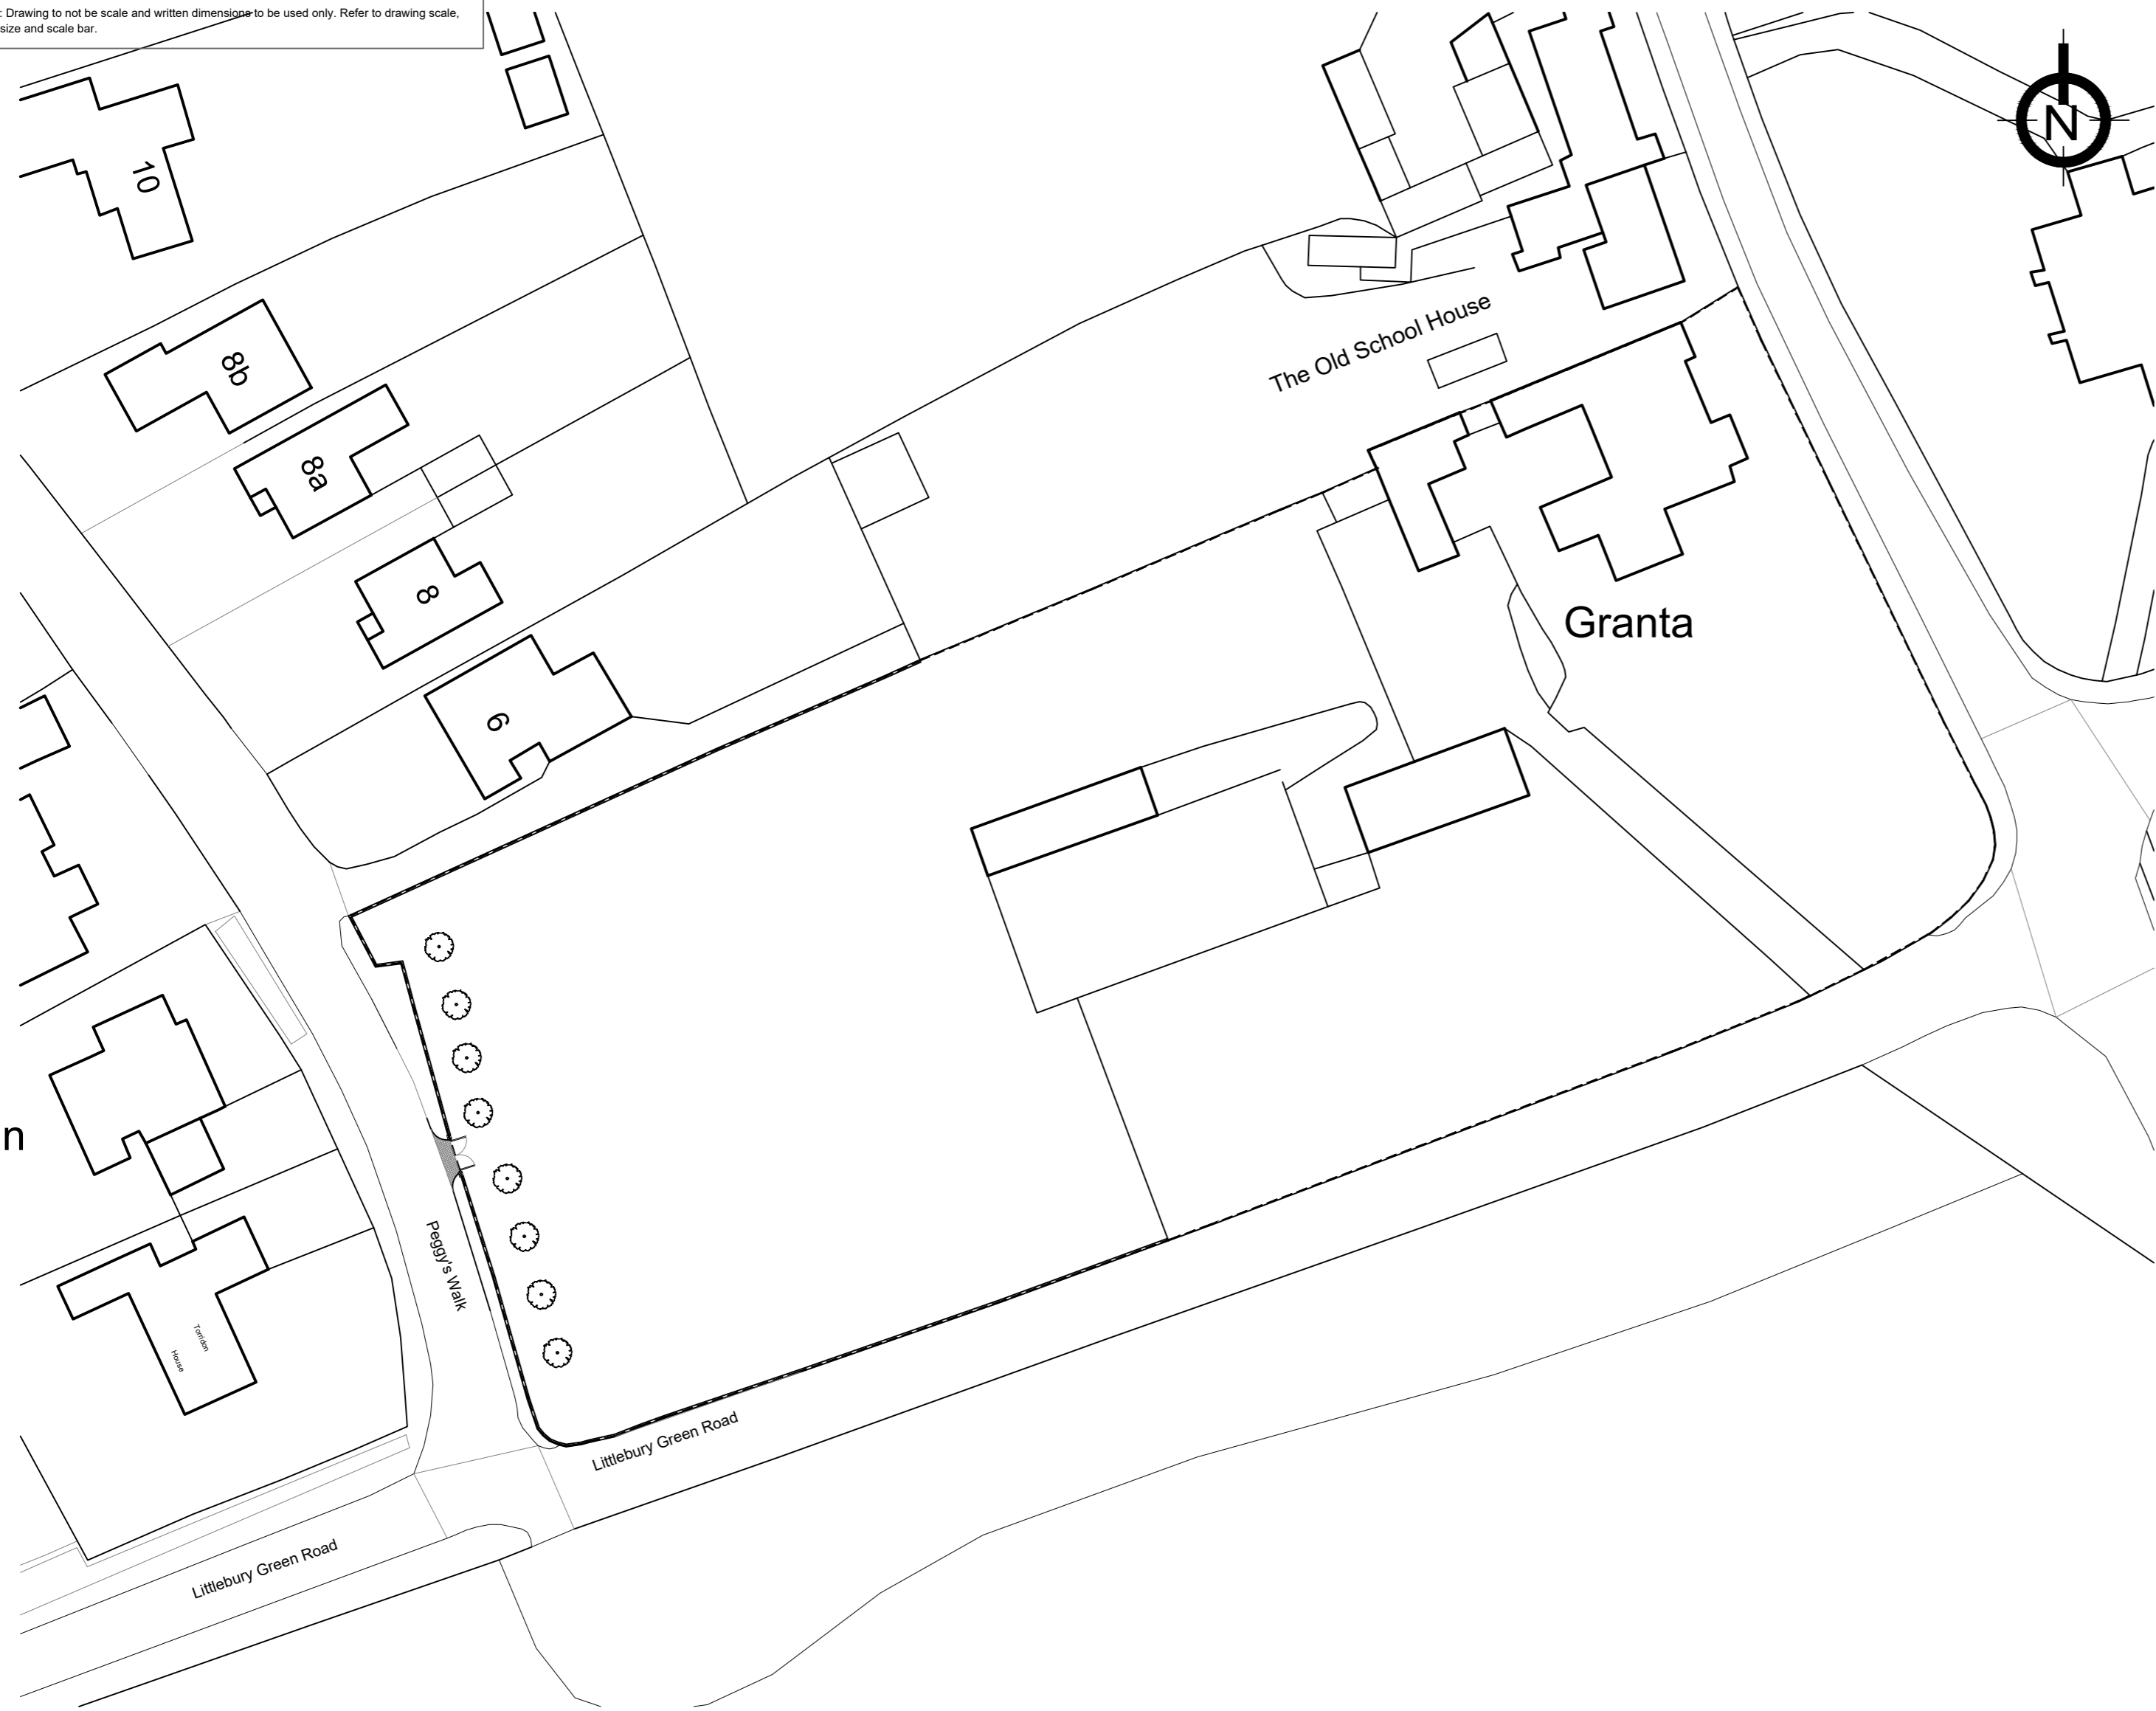 : Drawing to not be scale and written dimensions to be used only. Refer to drawing scale,
size and scale bar.
N
10
8b
8a
8
6
The Old School House
Granta
n
Peggy's Walk
Torridon
House
Littlebury Green Road
Littlebury Green Road